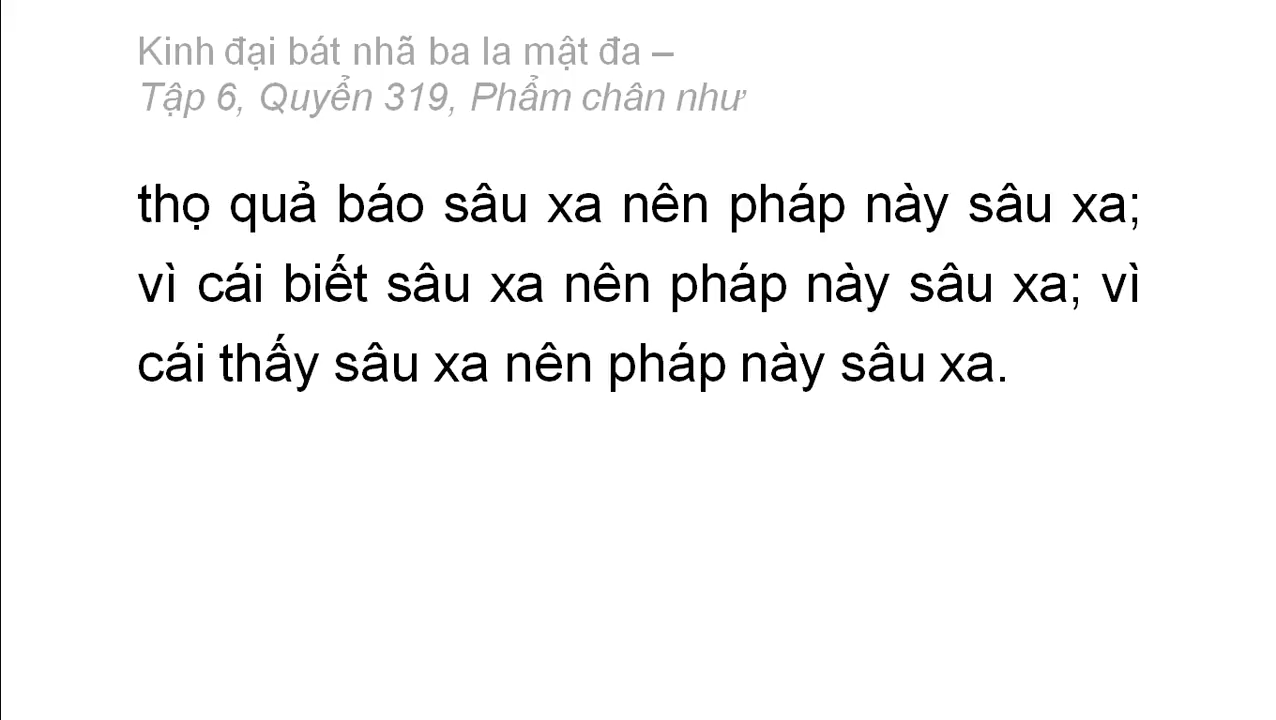 Kinh đại bát nhã ba la mật đa –
Tập 6, Quyển 319, Phẩm chân như
thọ quả báo sâu xa nên pháp này sâu xa;
vì cái biết sâu xa nên pháp này sâu xa; vì
cái thấy sâu xa nên pháp này sâu xa.